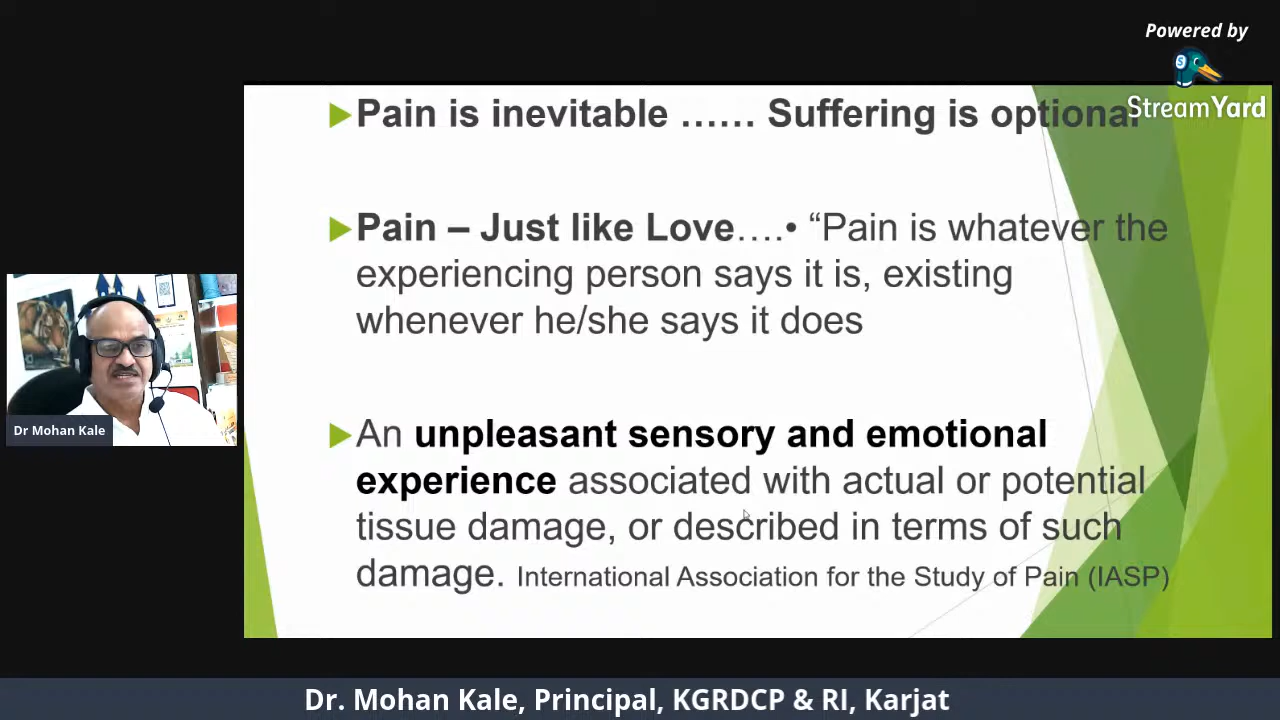 Powered by
StreamYard
▶Pain is inevitable …… Suffering is optional
▶Pain – Just like Love….• “Pain is whatever the
experiencing person says it is, existing
whenever he/she says it does
▶An unpleasant sensory and emotional
experience associated with actual or potential
tissue damage, or described in terms of such
damage. International Association for the Study of Pain (IASP)
Dr Mohan Kale
Dr. Mohan Kale, Principal, KGRDCP & RI, Karjat